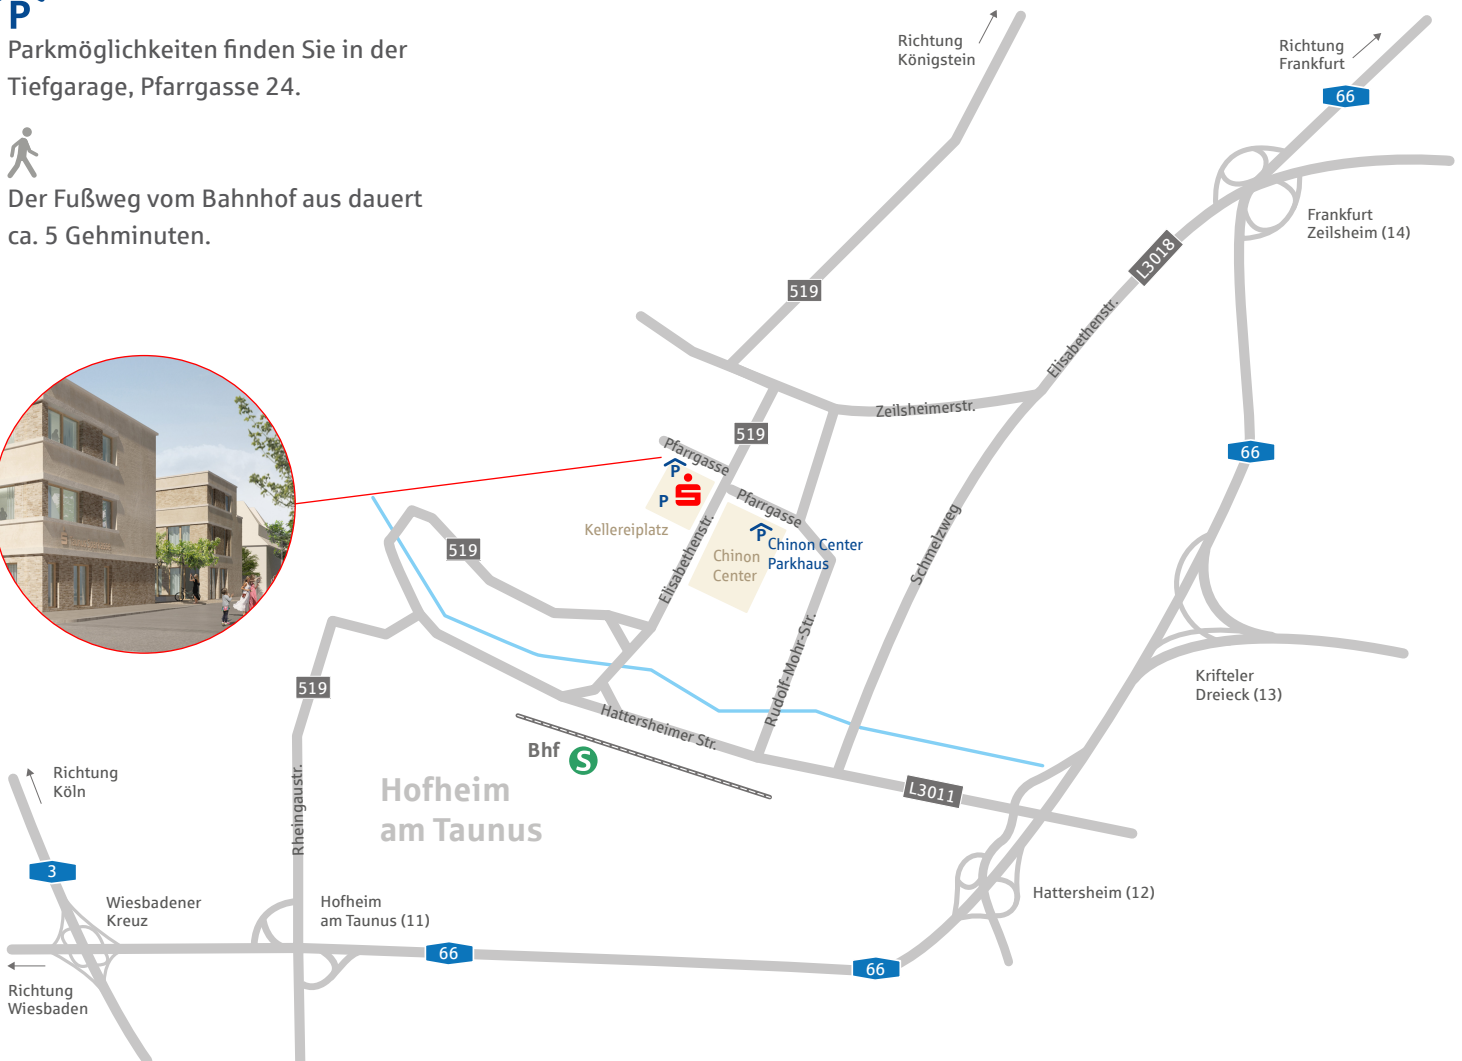 P
Parkmöglichkeiten finden Sie in der
Tiefgarage, Pfarrgasse 24.
Der Fußweg vom Bahnhof aus dauert
ca. 5 Gehminuten.
Richtung
Königstein
Richtung
Frankfurt
66
Frankfurt
Zeilsheim (14)
L3018
519
Elisabethenstr.
Zeilsheimerstr.
519
66
Pfarrgasse
P
P
S
Pfarrgasse
Kellereiplatz
Chinon Center
Parkhaus
P
Chinon
Center
519
Elisabethenstr.
Schmelzweg
Rudolf-Mohr-Str.
519
Krifteler
Dreieck (13)
Hattersheimer Str.
Bhf
S
Hofheim
am Taunus
L3011
Richtung
Köln
Rheingaustr.
3
Hattersheim (12)
Wiesbadener
Kreuz
Hofheim
am Taunus (11)
66
66
Richtung
Wiesbaden